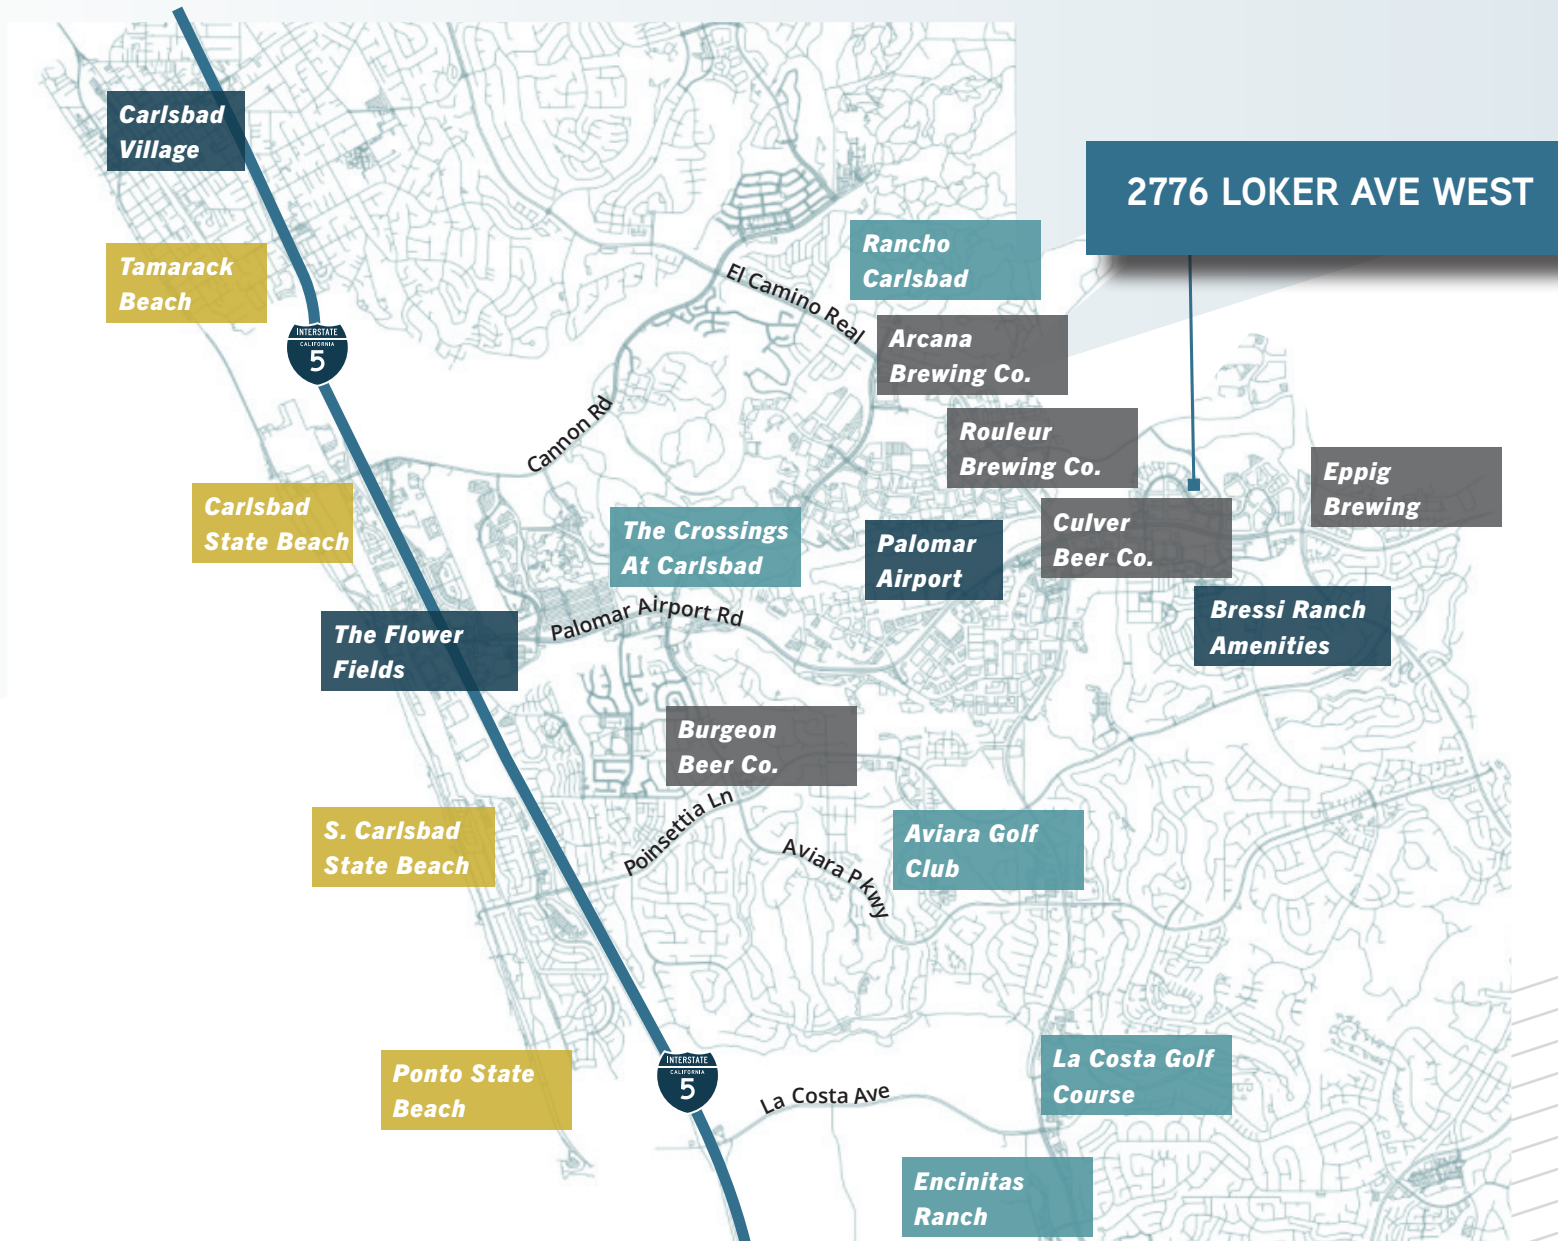 Carlsbad
Village
2776 LOKER AVE WEST
Tamarack
Beach
Rancho
Carlsbad
El Camino Real
INTERSTATE
CALIFORNIA
5
Arcana
Brewing Co.
Cannon Rd
Rouleur
Brewing Co.
Eppig
Brewing
Carlsbad
State Beach
The Crossings
At Carlsbad
Palomar
Airport
Culver
Beer Co.
Palomar Airport Rd
The Flower
Fields
Bressi Ranch
Amenities
Burgeon
Beer Co.
Poinsettia Ln
S. Carlsbad
State Beach
Aviara Pkwy
Aviara Golf
Club
Ponto State
Beach
INTERSTATE
CALIFORNIA
5
La Costa Ave
La Costa Golf
Course
Encinitas
Ranch